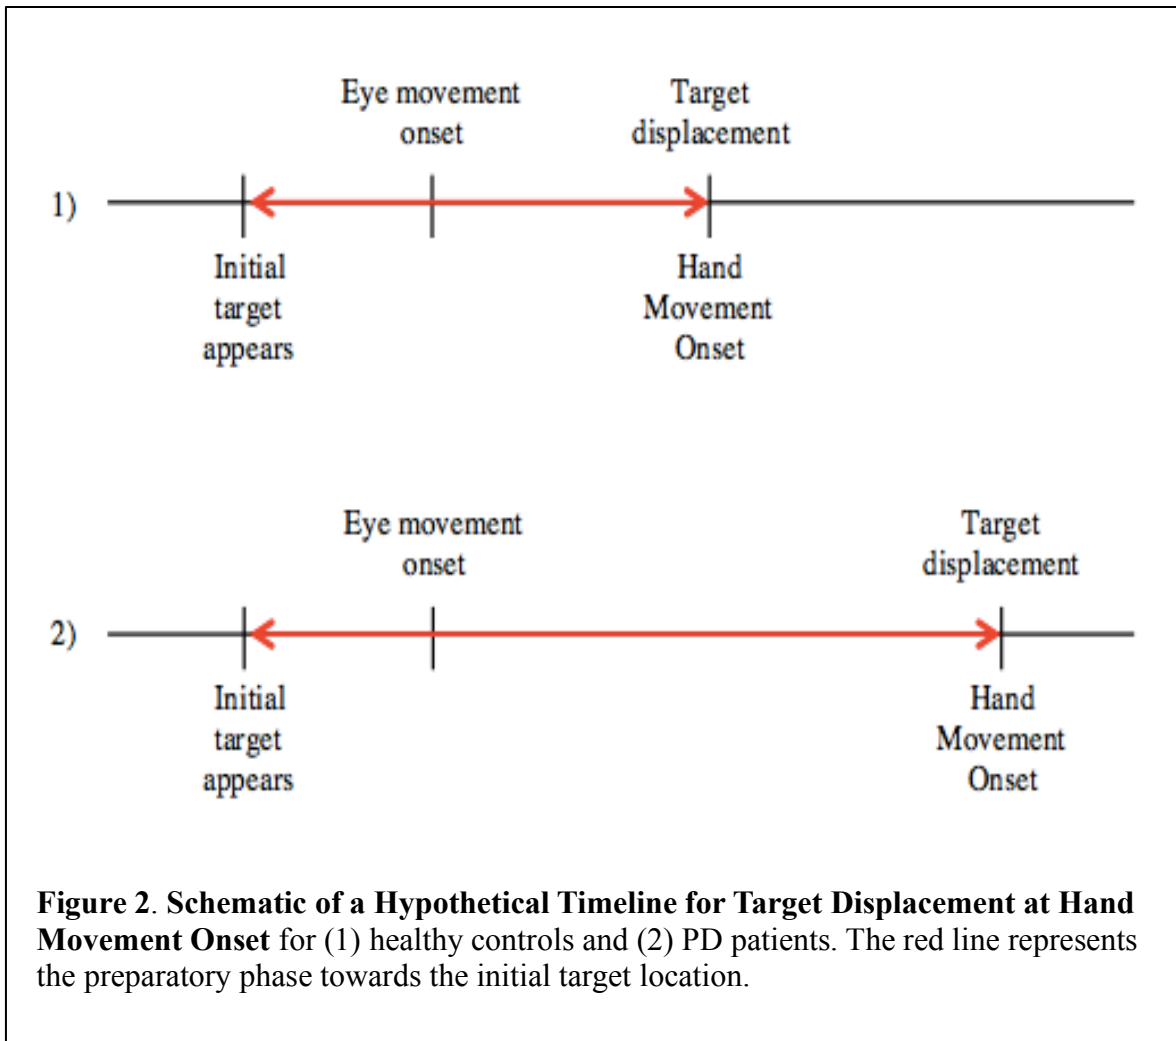 Eye movement
onset
Target
displacement
1)
Initial
target
appears
Hand
Movement
Onset
Eye movement
onset
Target
displacement
2)
Initial
target
appears
Hand
Movement
Onset
Figure 2. Schematic of a Hypothetical Timeline for Target Displacement at Hand
Movement Onset for (1) healthy controls and (2) PD patients. The red line represents
the preparatory phase towards the initial target location.